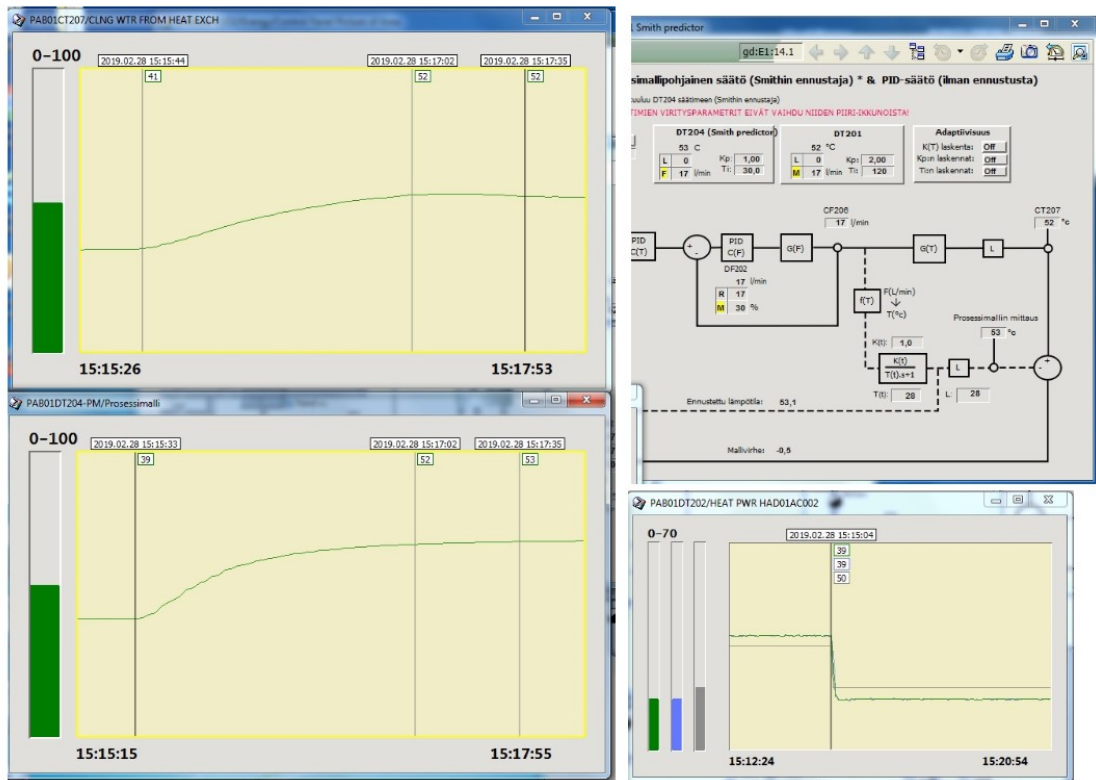 PAB01CT207/CLNG WTR FROM HEAT EXCH
0-100
2019.02.28 15:15:44
2019.02.28 15:17:02
2019.02.28 15:17:35
41
52
52
15:15:26
15:17:53
PAB01DT204-PM/Prosessimalli
0-100
2019.02.28 15:15:33
2019.02.28 15:17:02
2019.02.28 15:17:35
39
52
53
15:15:15
15:17:55
Smith predictor
gd:E1:14.1
simallipohjainen säätö (Smithin ennustaja) * & PID-säätö (ilman ennustusta)
uuluu DT204 säätimeen (Smithin ennustaja)
TIMIEN VIRITYSPARAMETRIT EIVÄT VAIHDU NIIDEN PIIRI-IKKUNOISTA!
DT204 (Smith predictor)
53 C
L 0 Kp: 1,00
F 17 l/min Ti: 30,0
DT201
52 °C
L 0 Kp: 2,00
M 17 l/min Ti: 120
Adaptiivisuus
K(T) laskenta: Off
Kp:n laskennat: Off
Ti:n laskennat: Off
CF206
17 l/min
CT207
52 °c
PID
C(T)
+
-
PID
C(F)
G(F)
G(T)
L
DF202
17 l/min
R 17
M 30 %
f(T)
F(L/min)
T(°c)
Prosessimallin mittaus
53 °c
K(t): 1,0
K(t)
T(t).s+1
L
+
-
T(t): 28
L: 28
Ennustettu lämpötila: 53,1
Mallivirhe: -0,5
PAB01DT202/HEAT PWR HAD01AC002
0-70
2019.02.28 15:15:04
39
39
50
15:12:24
15:20:54